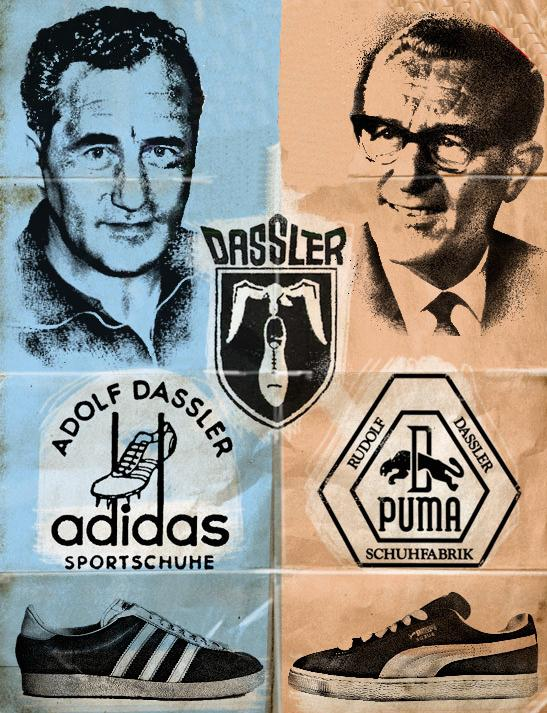 DASSLER
ADOLF DASSLER
adidas
SPORTSCHUHE
RUDOLF DASSLER
D
PUMA
SCHUHFABRIK